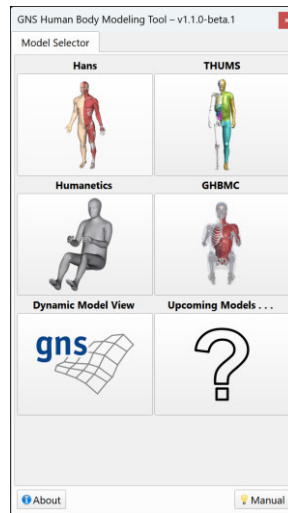 GNS Human Body Modeling Tool – v1.1.0-beta.1
Model Selector
Hans
THUMS
Humanetics
GHBMC
Dynamic Model View
Upcoming Models . . .
gns
?
About
Manual